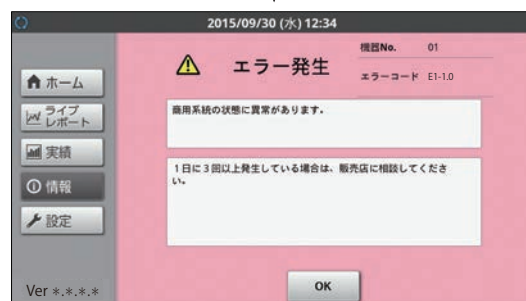 2015/09/30 (水) 12:34
機器No. 01
エラー発生
エラーコード E1-1.0
ホーム
ライブ
レポート
実績
情報
設定
商用系統の状態に異常があります。
1日に3回以上発生している場合は、販売店に相談してくださ
い。
OK
Ver *.*.*.*